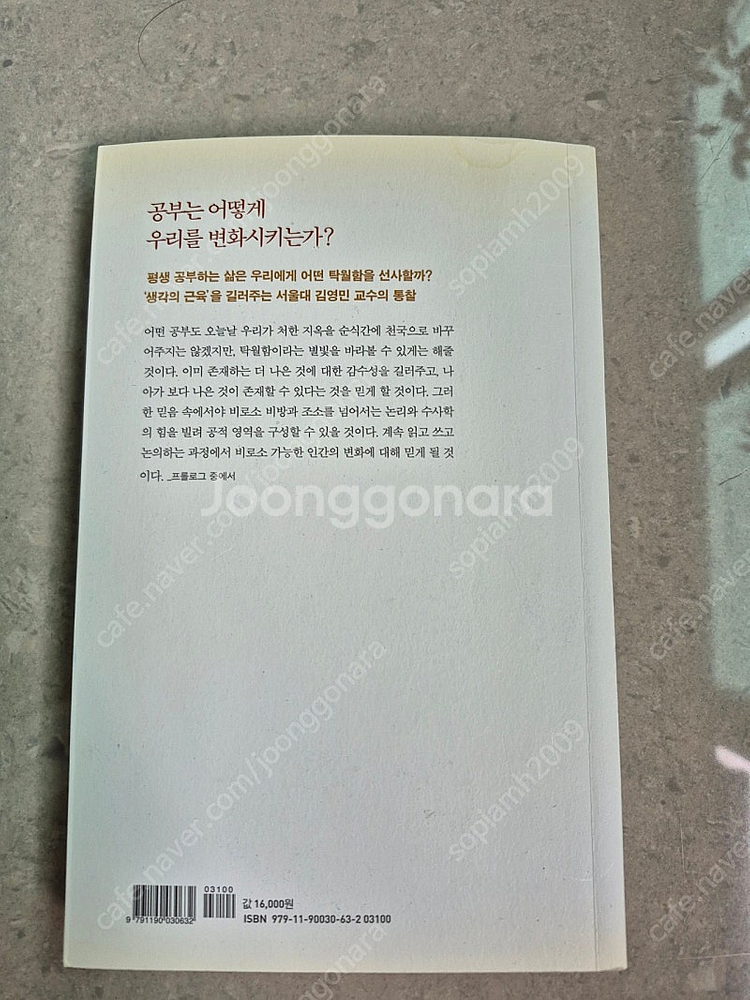 공부는 어떻게
우리를 변화시키는가?
평생 공부하는 삶은 우리에게 어떤 탁월함을 선사할까?
'생각의 근육'을 길러주는 서울대 김영민 교수의 통찰
어떤 공부도 오늘날 우리가 처한 지옥을 순식간에 천국으로 바꾸
어주지는 않겠지만, 탁월함이라는 별빛을 바라볼 수 있게는 해줄
것이다. 이미 존재하는 더 나은 것에 대한 감수성을 길러주고, 나
아가 보다 나은 것이 존재할 수 있다는 것을 믿게 할 것이다. 그러
한 믿음 속에서야 비로소 비방과 조소를 넘어서는 논리와 수사학
의 힘을 빌려 공적 영역을 구성할 수 있을 것이다. 계속 읽고 쓰고
논의하는 과정에서 비로소 가능한 인간의 변화에 대해 믿게 될 것
이다. _프롤로그 중에서
Joonggonara
cafe.naver.com/joonggonara
sopiamh2009
03100
값 16,000원
9 791190 030632
ISBN 979-11-90030-63-2 03100